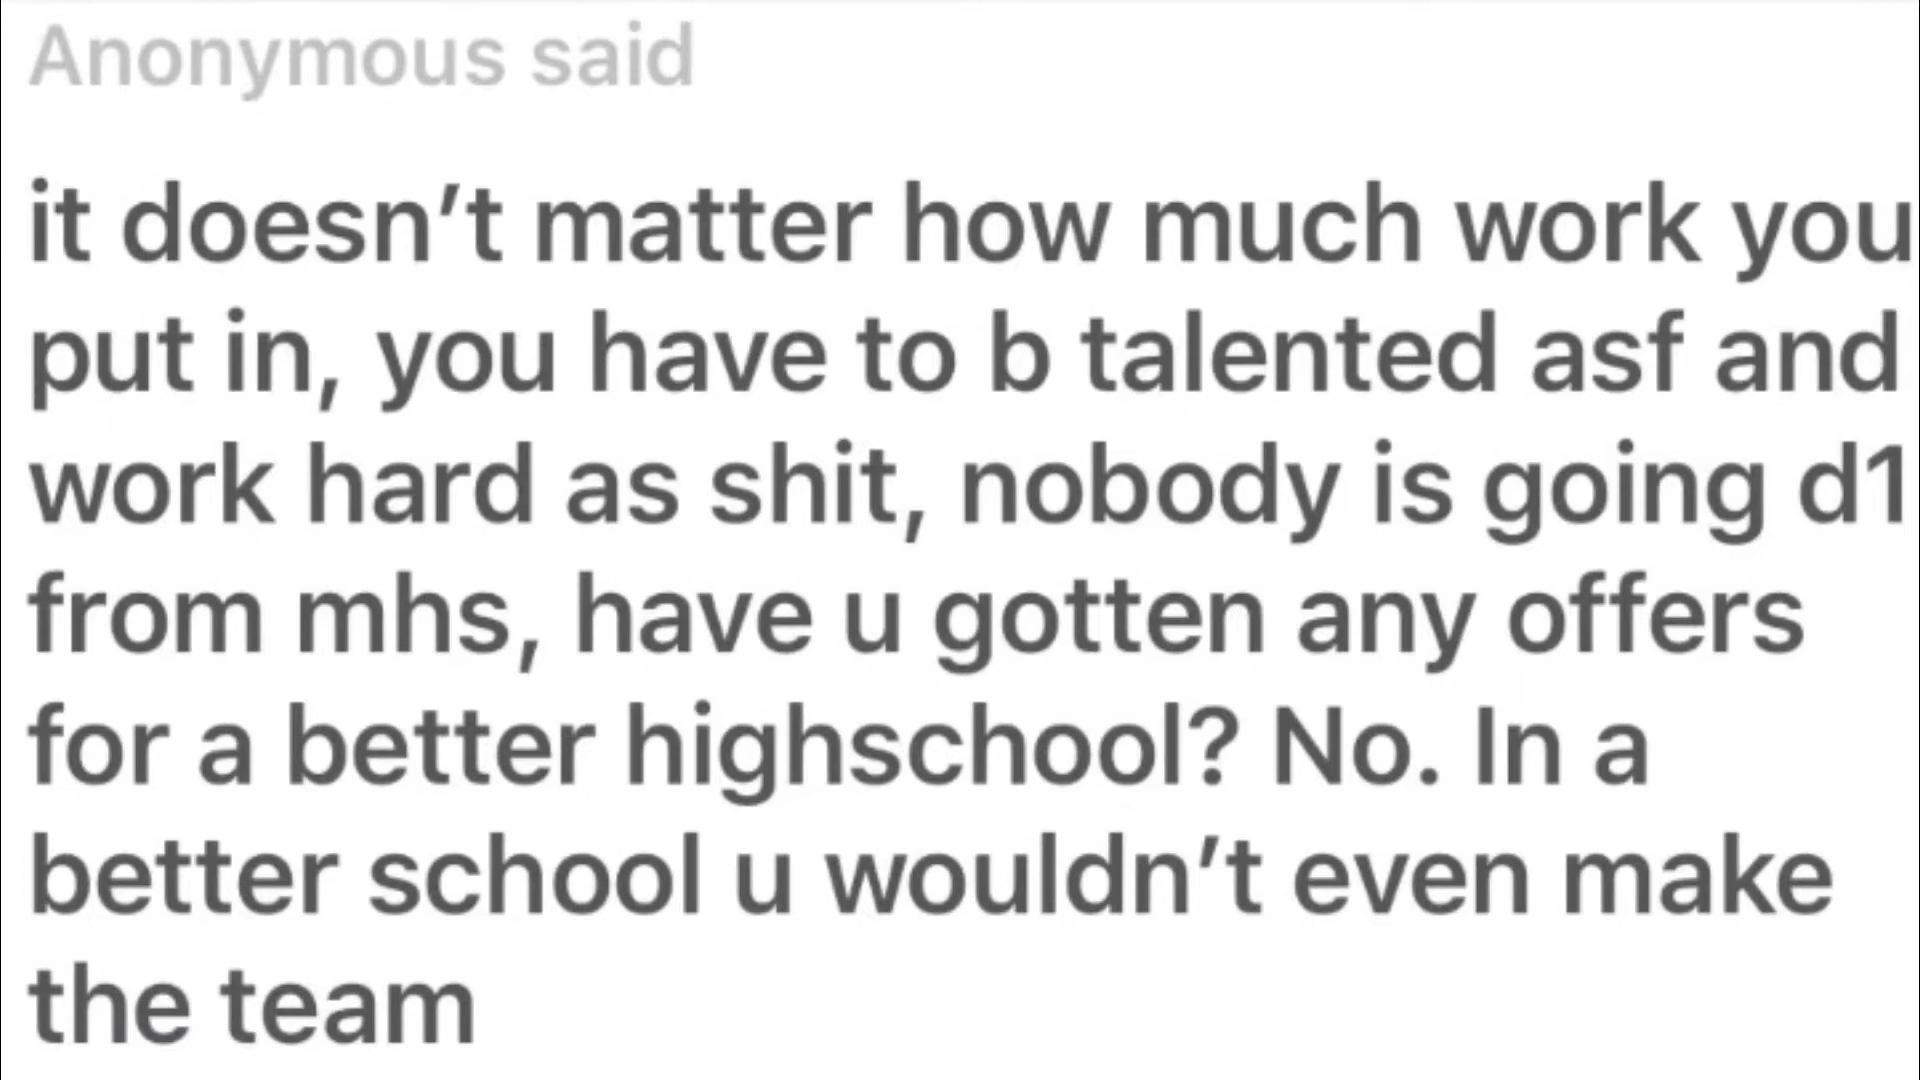 Anonymous said
it doesn’t matter how much work you
put in, you have to b talented asf and
work hard as shit, nobody is going d1
from mhs, have u gotten any offers
for a better highschool? No. In a
better school u wouldn’t even make
the team